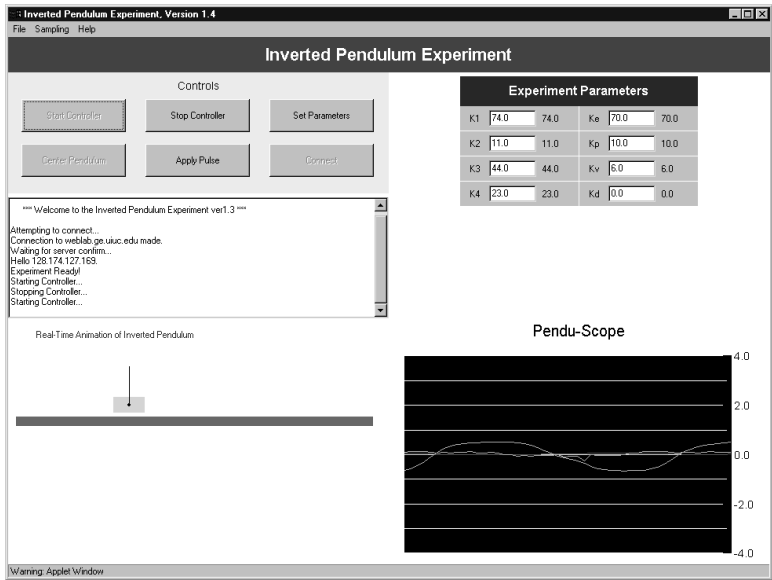 Inverted Pendulum Experiment, Version 1.4
File Sampling Help
Inverted Pendulum Experiment
Controls
Start Controller Stop Controller Set Parameters
Center Pendulum Apply Pulse Connect
Experiment Parameters
K1 74.0 74.0 Ke 70.0 70.0
K2 11.0 11.0 Kp 10.0 10.0
K3 44.0 44.0 Kv 6.0 6.0
K4 23.0 23.0 Kd 0.0 0.0
*** Welcome to the Inverted Pendulum Experiment ver1.3 ***
Attempting to connect...
Connection to weblab.ge.uiuc.edu made.
Waiting for server confirm...
Hello 128.174.127.169.
Experiment Ready!
Starting Controller...
Stopping Controller...
Starting Controller...
Real-Time Animation of Inverted Pendulum
Pendu-Scope
4.0
2.0
0.0
-2.0
-4.0
Warning: Applet Window